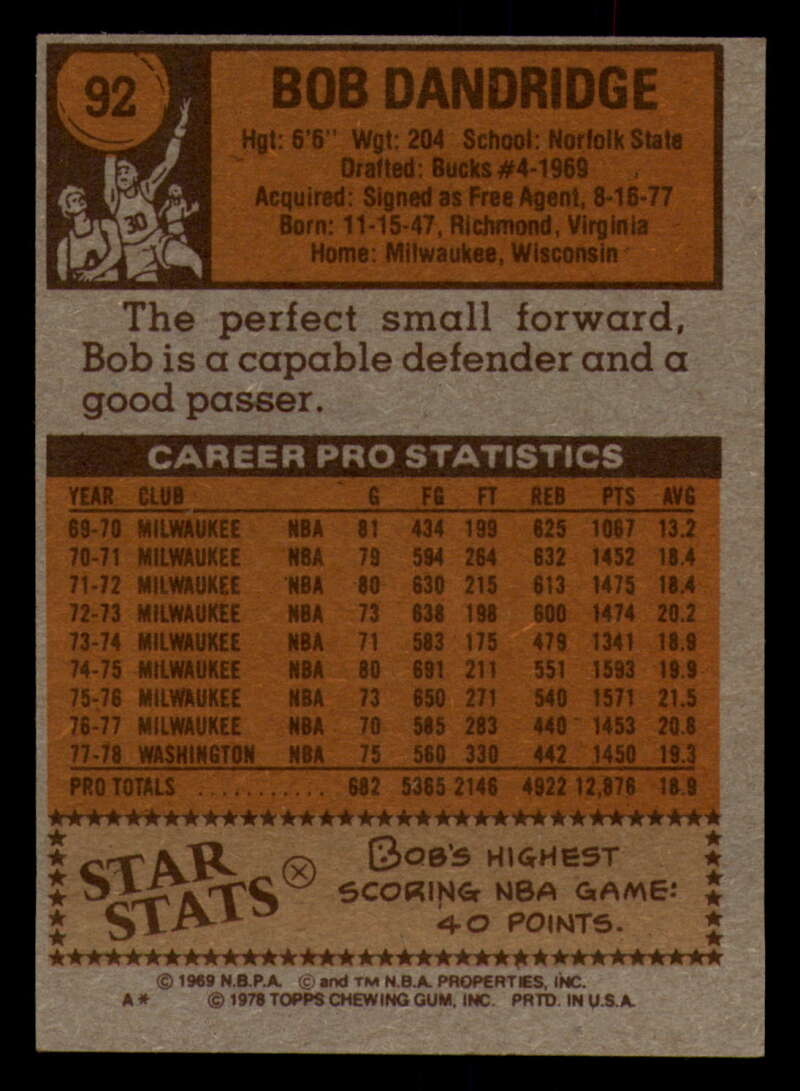 92
30
BOB DANDRIDGE
Hgt: 6'6" Wgt: 204 School: Norfolk State
Drafted: Bucks #4-1969
Acquired: Signed as Free Agent, 8-16-77
Born: 11-15-47, Richmond, Virginia
Home: Milwaukee, Wisconsin
The perfect small forward,
Bob is a capable defender and a
good passer.
CAREER PRO STATISTICS
YEAR CLUB G FG FT REB PTS AVG
69-70 MILWAUKEE NBA 81 434 199 625 1067 13.2
70-71 MILWAUKEE NBA 79 594 264 632 1452 18.4
71-72 MILWAUKEE NBA 80 630 215 613 1475 18.4
72-73 MILWAUKEE NBA 73 638 198 600 1474 20.2
73-74 MILWAUKEE NBA 71 583 175 479 1341 18.9
74-75 MILWAUKEE NBA 80 691 211 551 1593 19.9
75-76 MILWAUKEE NBA 73 650 271 540 1571 21.5
76-77 MILWAUKEE NBA 70 585 283 440 1453 20.8
77-78 WASHINGTON NBA 75 560 330 442 1450 19.3
PRO TOTALS ........... 682 5365 2146 4922 12,876 18.9
STAR STATS
BOB'S HIGHEST
SCORING NBA GAME:
40 POINTS.
© 1969 N.B.P.A. © and TM N.B.A. PROPERTIES, INC.
A* © 1978 TOPPS CHEWING GUM, INC. PRTD. IN U.S.A.